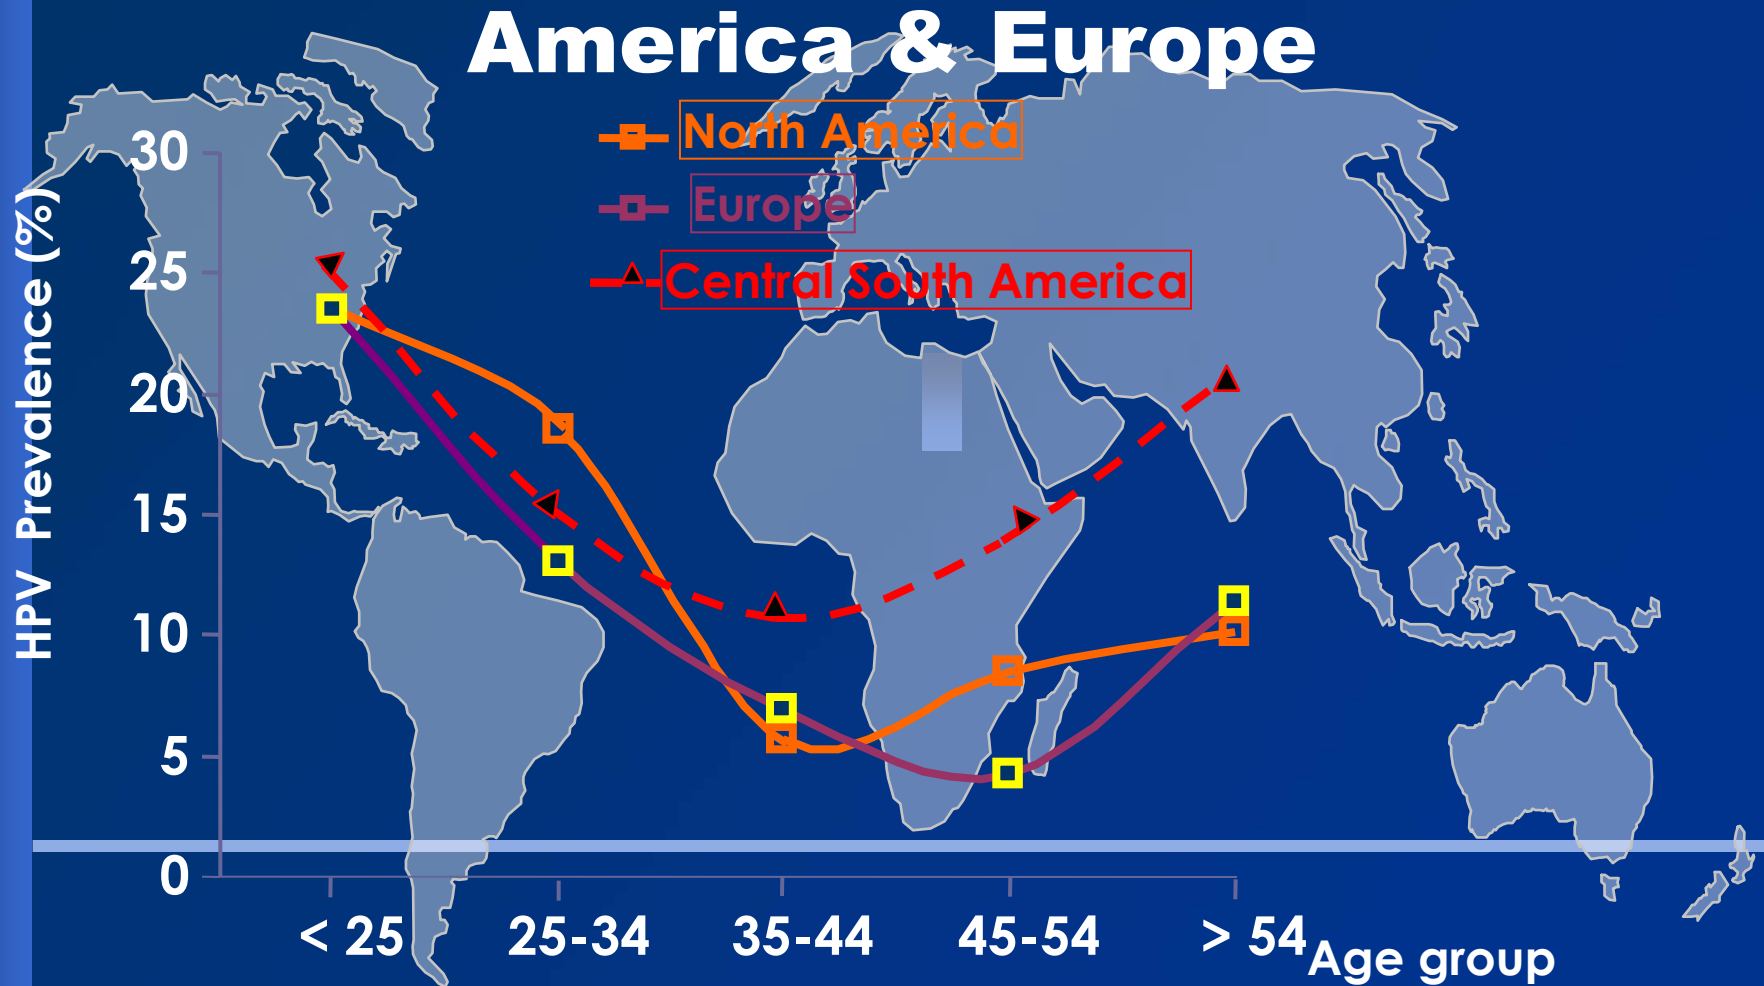 America & Europe
North America
Europe
Central South America
HPV Prevalence (%)
30
25
20
15
10
5
0
< 25
25-34
35-44
45-54
> 54
Age group